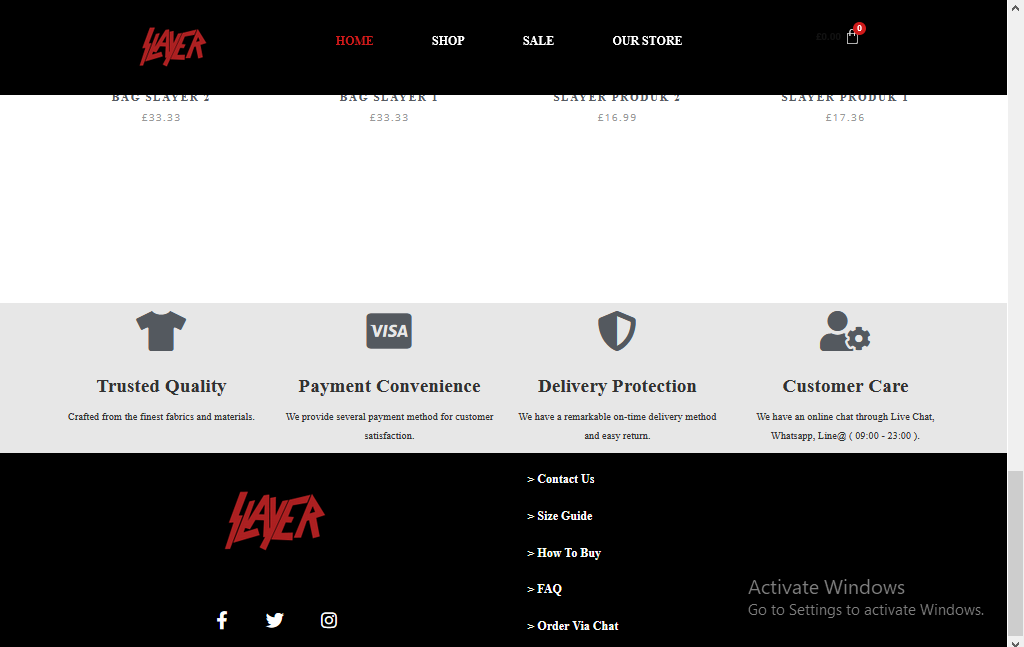 SLAYER
HOME
SHOP
SALE
OUR STORE
£0.00
0
BAG SLAYER 2
BAG SLAYER 1
SLAYER PRODUK 2
SLAYER PRODUK 1
£33.33
£33.33
£16.99
£17.36
VISA
Trusted Quality
Crafted from the finest fabrics and materials.
Payment Convenience
We provide several payment method for customer
satisfaction.
Delivery Protection
We have a remarkable on-time delivery method
and easy return.
Customer Care
We have an online chat through Live Chat,
Whatsapp, Line@ ( 09:00 - 23:00 ).
SLAYER
> Contact Us
> Size Guide
> How To Buy
> FAQ
> Order Via Chat
Activate Windows
Go to Settings to activate Windows.